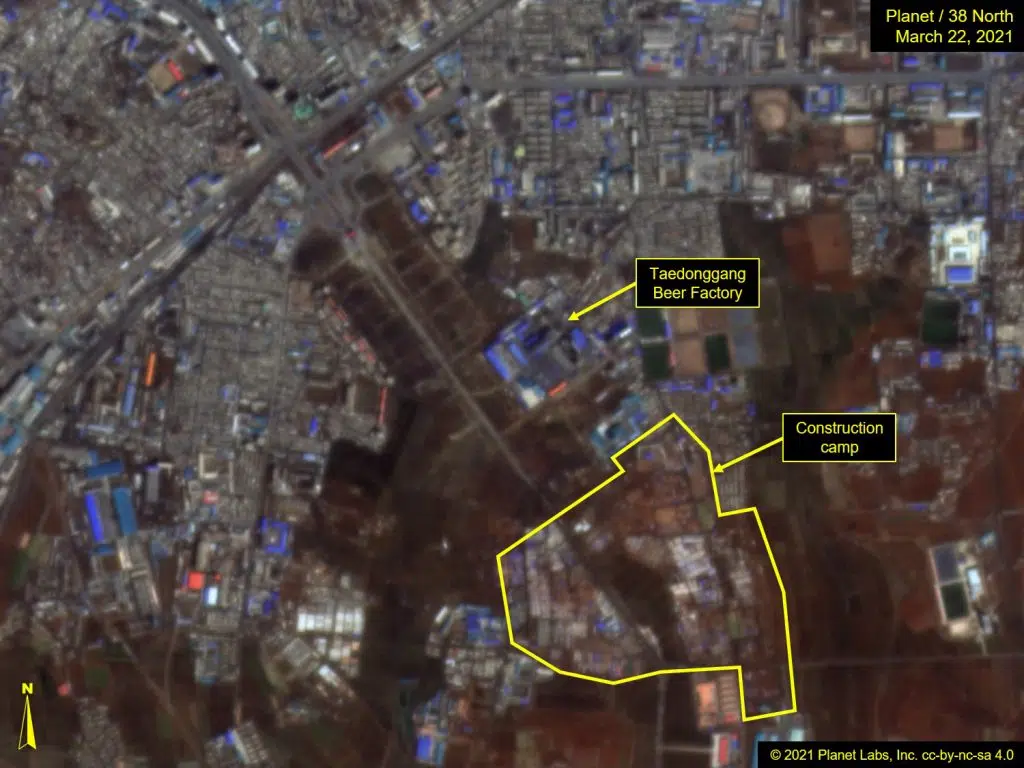 Planet / 38 North
March 22, 2021
Taedonggang
Beer Factory
Construction
camp
N
© 2021 Planet Labs, Inc. cc-by-nc-sa 4.0